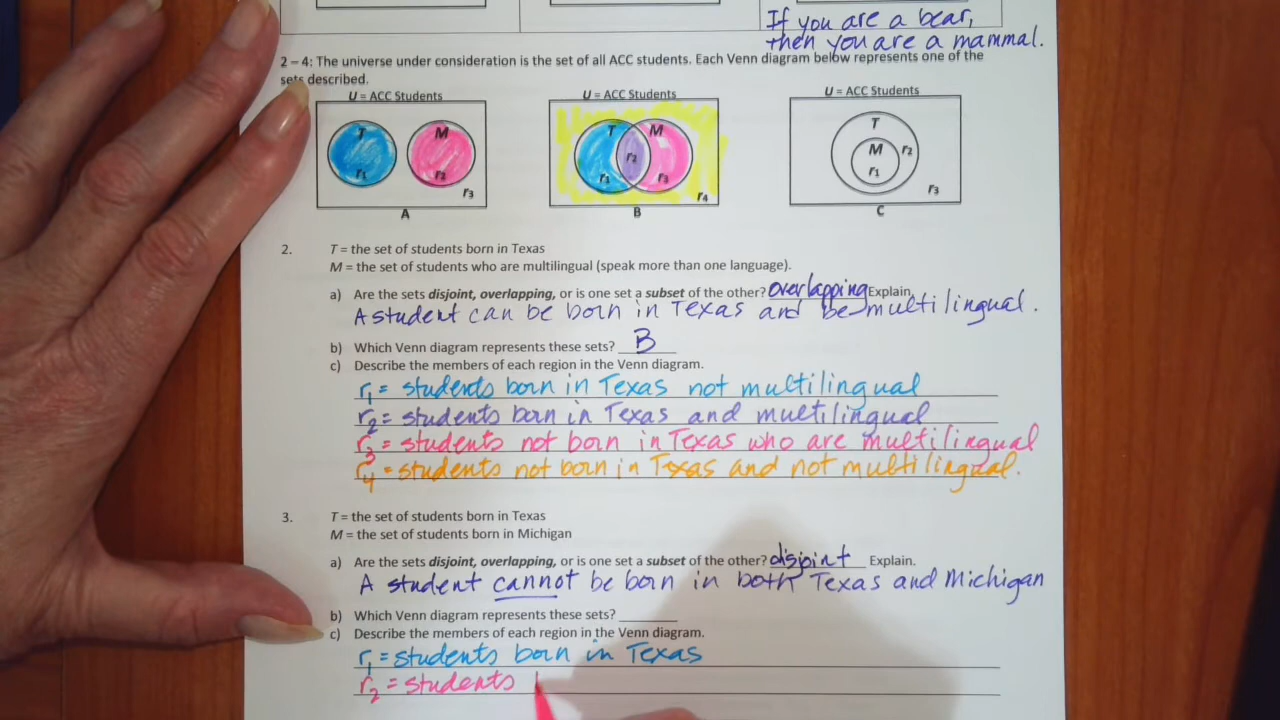 If you are a bear,
then you are a mammal.
2 – 4: The universe under consideration is the set of all ACC students. Each Venn diagram below represents one of the
sets described.
U = ACC Students
T M
r1 r2
r3
A
U = ACC Students
T M
r2
r1 r3
r4
B
U = ACC Students
T
M r2
r1
r3
C
2. T = the set of students born in Texas
M = the set of students who are multilingual (speak more than one language).
a) Are the sets disjoint, overlapping, or is one set a subset of the other? overlapping Explain.
A student can be born in Texas and be multilingual.
b) Which Venn diagram represents these sets? B
c) Describe the members of each region in the Venn diagram.
r1 = students born in Texas not multilingual
r2 = students born in Texas and multilingual
r3 = students not born in Texas who are multilingual
r4 = students not born in Texas and not multilingual.
3. T = the set of students born in Texas
M = the set of students born in Michigan
a) Are the sets disjoint, overlapping, or is one set a subset of the other? disjoint Explain.
A student cannot be born in both Texas and Michigan
b) Which Venn diagram represents these sets? ________
c) Describe the members of each region in the Venn diagram.
r1 = students born in Texas
r2 = students